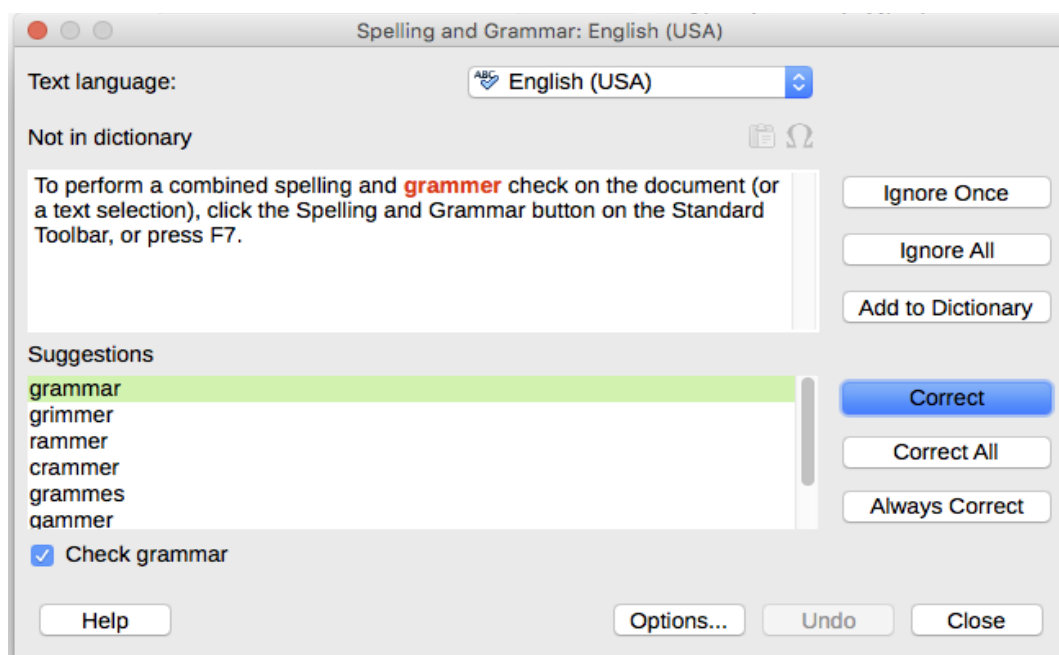 Spelling and Grammar: English (USA)
Text language:
ABC English (USA)
Not in dictionary
Ω
To perform a combined spelling and grammer check on the document (or
a text selection), click the Spelling and Grammar button on the Standard
Toolbar, or press F7.
Ignore Once
Ignore All
Add to Dictionary
Suggestions
grammar
grimmer
rammer
crammer
grammes
gammer
Correct
Correct All
Always Correct
Check grammar
Help
Options...
Undo
Close